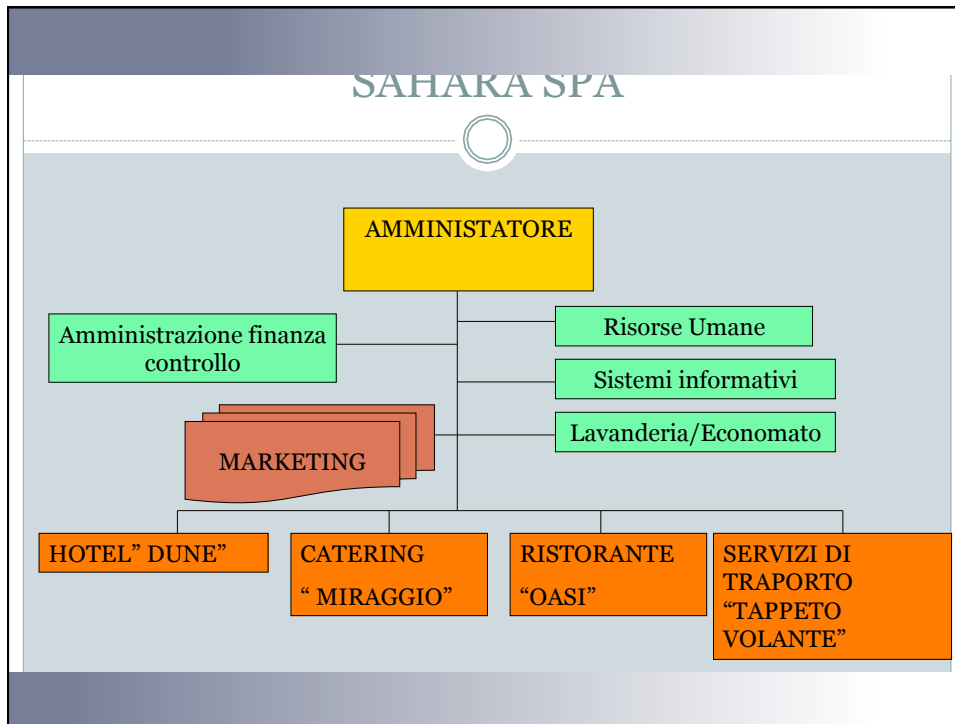 SAHARA SPA
AMMINISTATORE
Amministrazione finanza
controllo
Risorse Umane
Sistemi informativi
Lavanderia/Economato
MARKETING
HOTEL” DUNE”
CATERING
“ MIRAGGIO”
RISTORANTE
“OASI”
SERVIZI DI
TRAPORTO
“TAPPETO
VOLANTE”